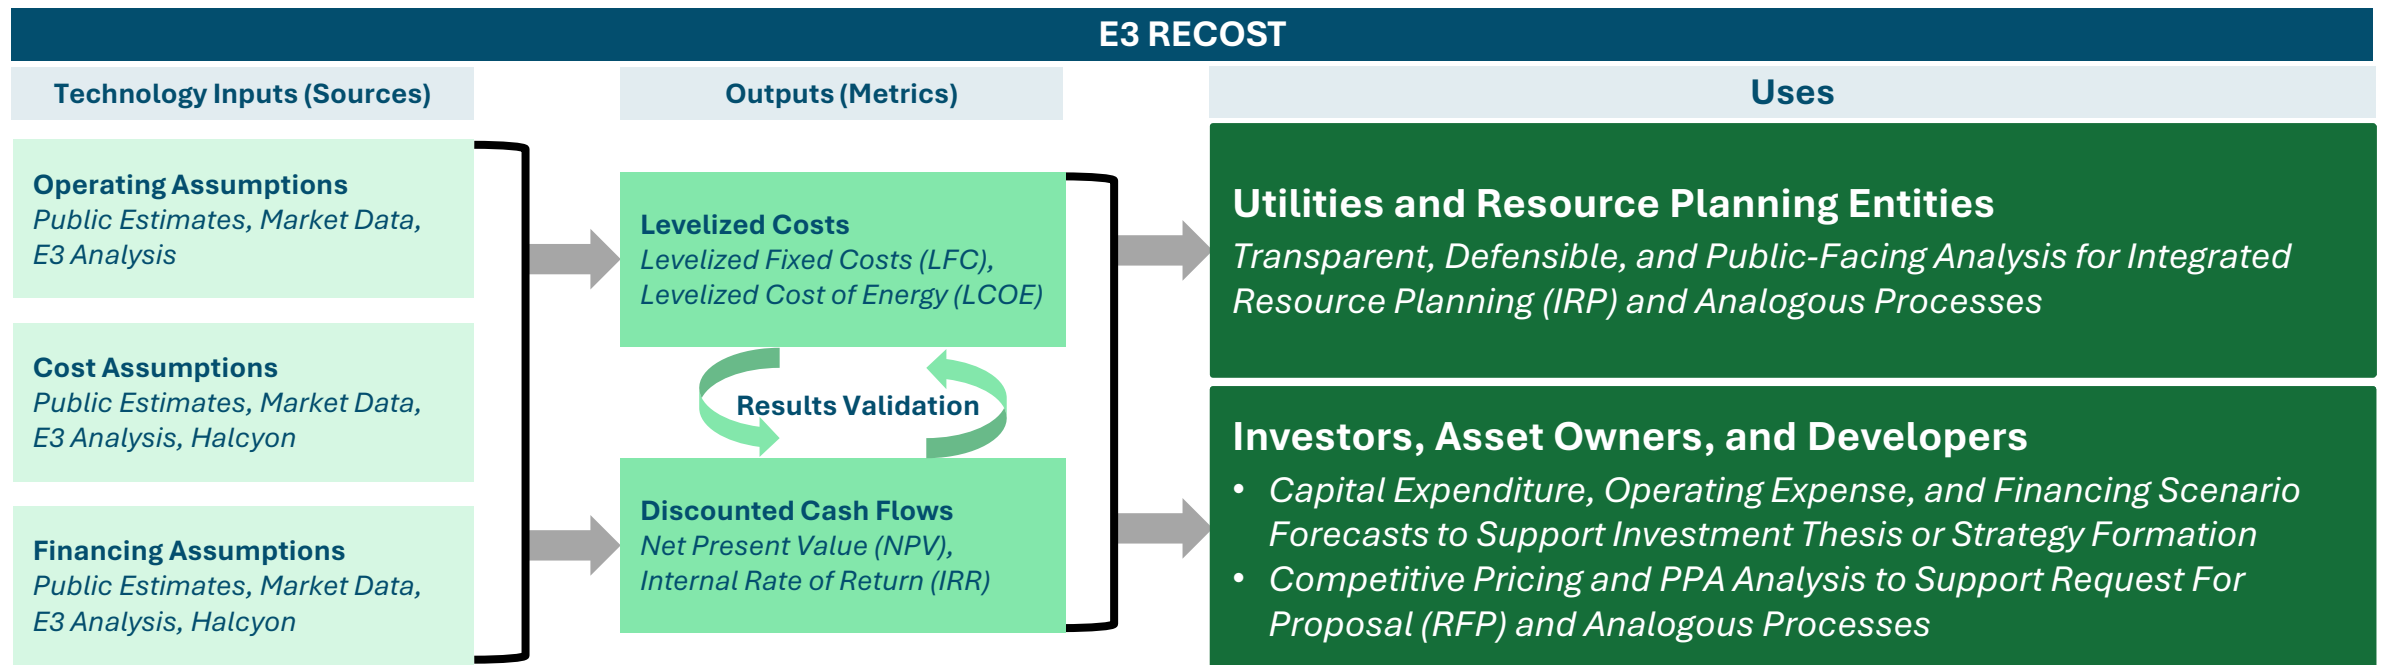 E3 RECOST
Technology Inputs (Sources)
Operating Assumptions
Public Estimates, Market Data,
E3 Analysis
Cost Assumptions
Public Estimates, Market Data,
E3 Analysis, Halcyon
Financing Assumptions
Public Estimates, Market Data,
E3 Analysis, Halcyon
Outputs (Metrics)
Levelized Costs
Levelized Fixed Costs (LFC),
Levelized Cost of Energy (LCOE)
Results Validation
Discounted Cash Flows
Net Present Value (NPV),
Internal Rate of Return (IRR)
Uses
Utilities and Resource Planning Entities
Transparent, Defensible, and Public-Facing Analysis for Integrated
Resource Planning (IRP) and Analogous Processes
Investors, Asset Owners, and Developers
• Capital Expenditure, Operating Expense, and Financing Scenario
Forecasts to Support Investment Thesis or Strategy Formation
• Competitive Pricing and PPA Analysis to Support Request For
Proposal (RFP) and Analogous Processes